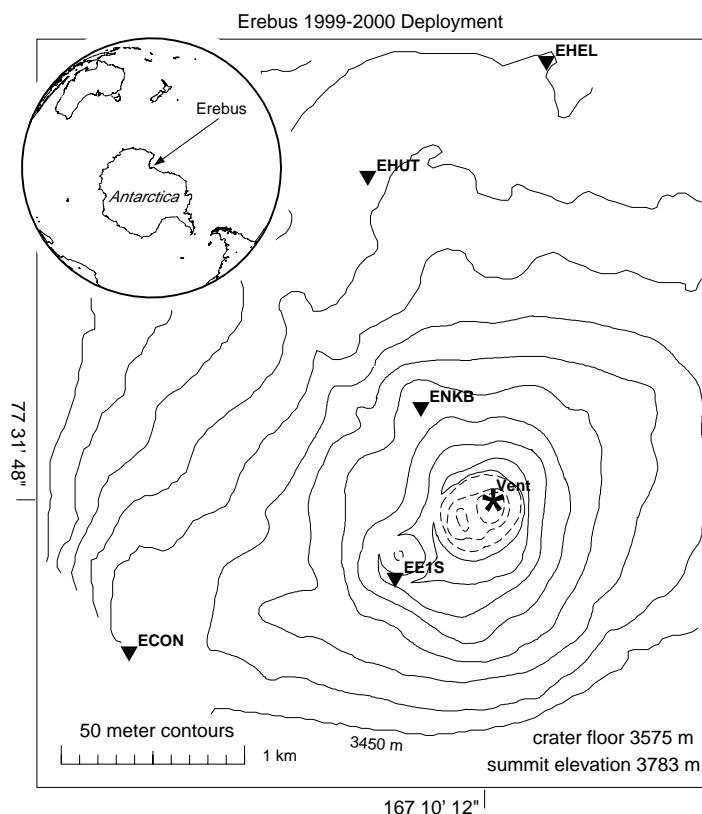 Erebus 1999-2000 Deployment
EHEL
Erebus
EHUT
Antarctica
ENKB
77 31' 48"
Vent
EE1S
ECON
50 meter contours
1 km
3450 m
crater floor 3575 m
summit elevation 3783 m
167 10' 12"